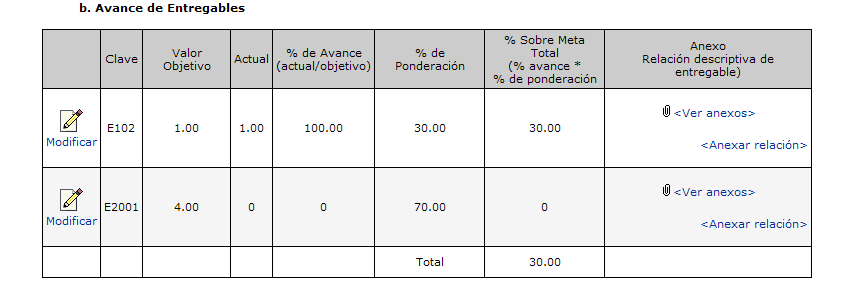 b. Avance de Entregables
Clave
Valor
Objetivo
Actual
% de Avance
(actual/objetivo)
% de
Ponderación
% Sobre Meta
Total
(% avance *
% de ponderación
Anexo
Relación descriptiva de
entregable)
Modificar
E102
1.00
1.00
100.00
30.00
30.00
<Ver anexos>
<Anexar relación>
Modificar
E2001
4.00
0
0
70.00
0
<Ver anexos>
<Anexar relación>
Total
30.00